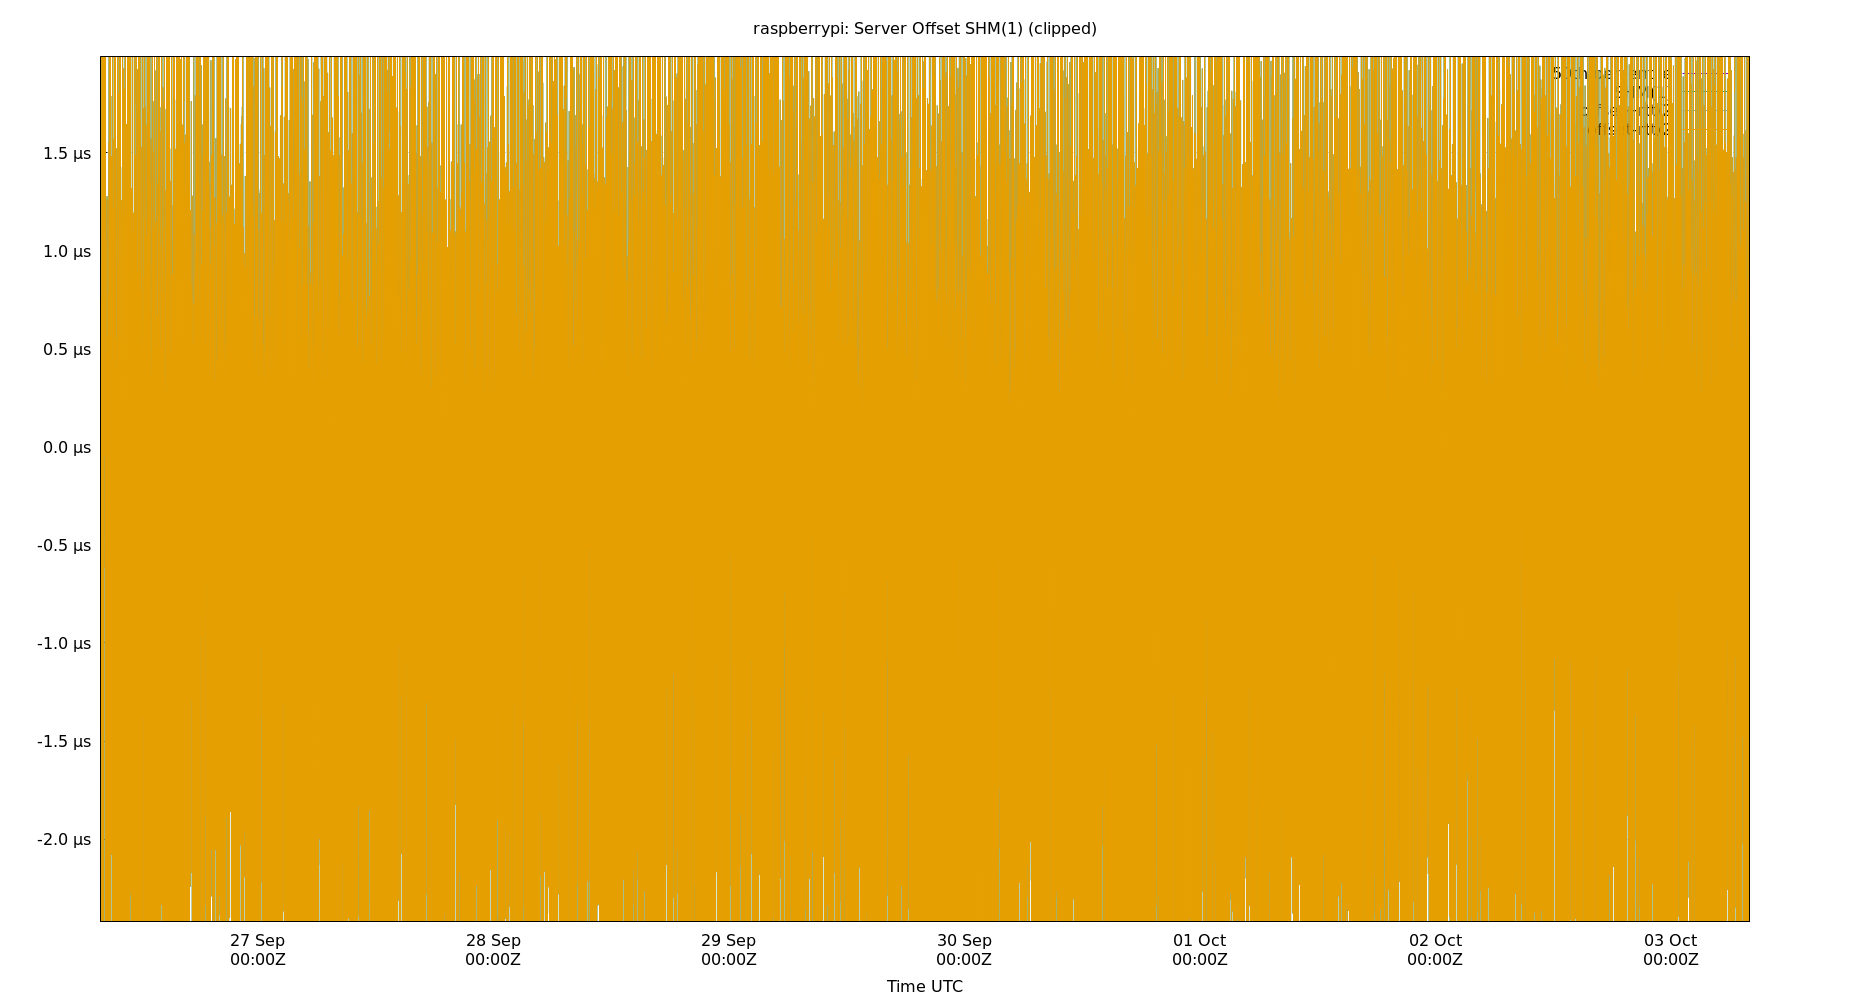 raspberrypi: Server Offset SHM(1) (clipped)
1.5 µs
1.0 µs
0.5 µs
0.0 µs
-0.5 µs
-1.0 µs
-1.5 µs
-2.0 µs
27 Sep 28 Sep 29 Sep 30 Sep 01 Oct 02 Oct 03 Oct
00:00Z 00:00Z 00:00Z 00:00Z 00:00Z 00:00Z 00:00Z
Time UTC